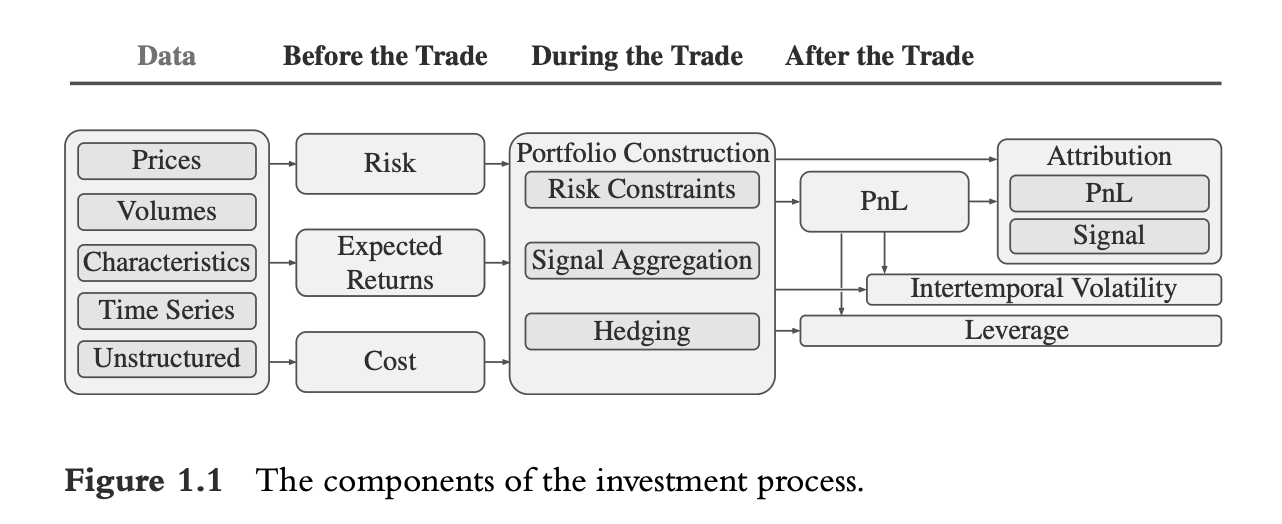 Data Before the Trade During the Trade After the Trade
Prices
Volumes
Characteristics
Time Series
Unstructured
Risk
Expected
Returns
Cost
Portfolio Construction
Risk Constraints
Signal Aggregation
Hedging
PnL
Attribution
PnL
Signal
Intertemporal Volatility
Leverage
Figure 1.1 The components of the investment process.